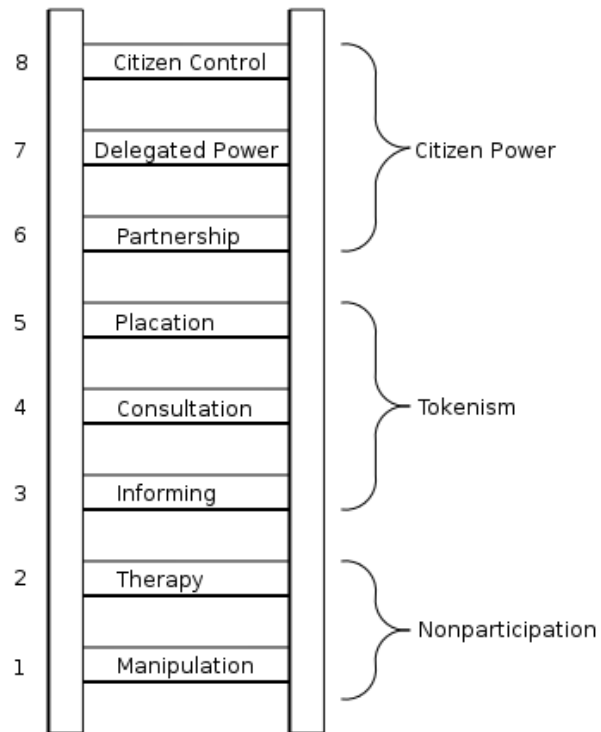 8 Citizen Control
7 Delegated Power
Citizen Power
6 Partnership
5 Placation
4 Consultation
Tokenism
3 Informing
2 Therapy
Nonparticipation
1 Manipulation